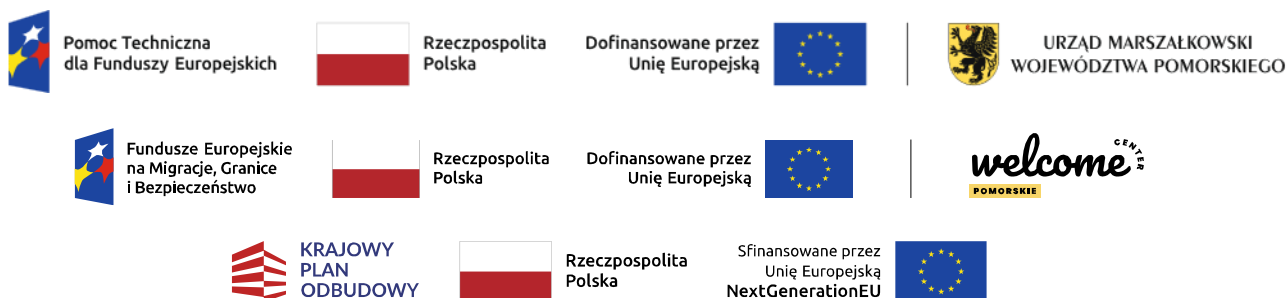 Pomoc Techniczna
dla Funduszy Europejskich
Rzeczpospolita
Polska
Dofinansowane przez
Unię Europejską
URZĄD MARSZAŁKOWSKI
WOJEWÓDZTWA POMORSKIEGO
Fundusze Europejskie
na Migracje, Granice
i Bezpieczeństwo
Rzeczpospolita
Polska
Dofinansowane przez
Unię Europejską
welcome
CENTER
POMORSKIE
KRAJOWY
PLAN
ODBUDOWY
Rzeczpospolita
Polska
Sfinansowane przez
Unię Europejską
NextGenerationEU